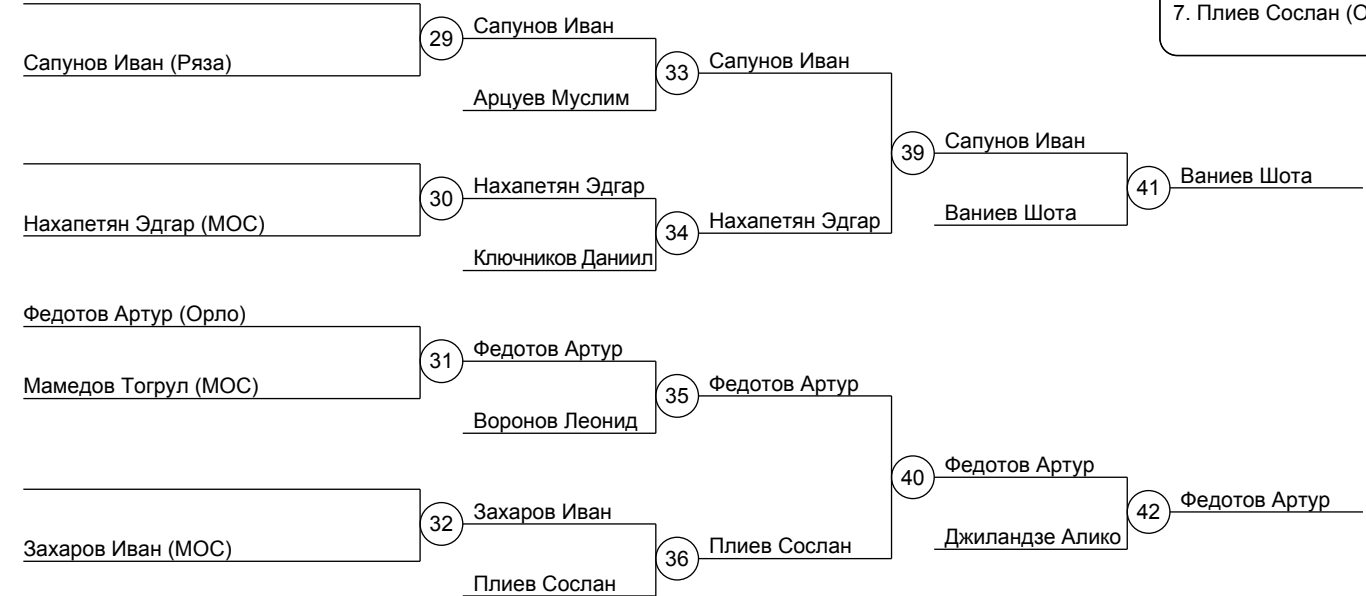 7. Плиев Сослан (О
Сапунов Иван
29
Сапунов Иван (Ряза)
Сапунов Иван
33
Арцуев Муслим
Сапунов Иван
39
Нахапетян Эдгар
30
Нахапетян Эдгар (МОС)
Нахапетян Эдгар
34
Ключников Даниил
Ваниев Шота
41
Ваниев Шота
Федотов Артур (Орло)
Федотов Артур
31
Мамедов Тогрул (МОС)
Федотов Артур
35
Воронов Леонид
Федотов Артур
40
Федотов Артур
42
Захаров Иван
32
Захаров Иван (МОС)
Плиев Сослан
36
Джиландзе Алико
Плиев Сослан